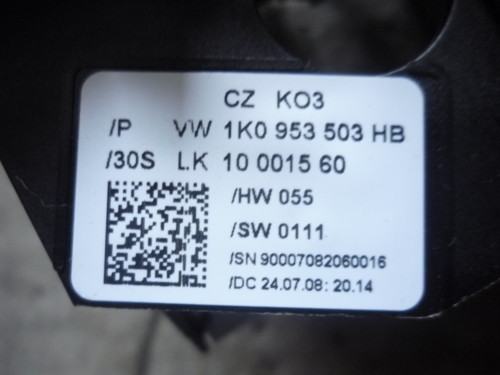 CZ KO3
/P VW 1K0 953 503 HB
/30S LK 10 0015 60
/HW 055
/SW 0111
/SN 90007082060016
/DC 24.07.08: 20.14